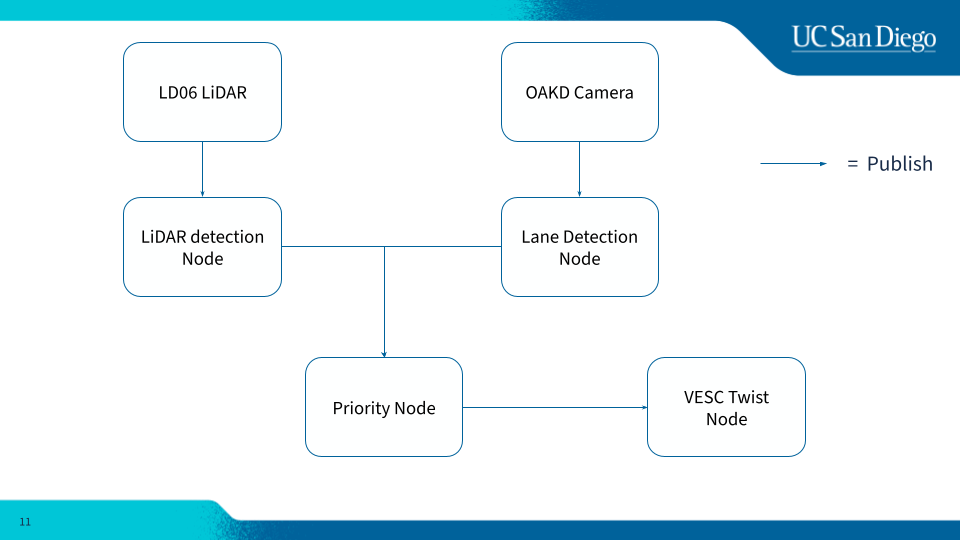 UC San Diego
LD06 LiDAR
OAKD Camera
= Publish
LiDAR detection
Node
Lane Detection
Node
Priority Node
VESC Twist
Node
11